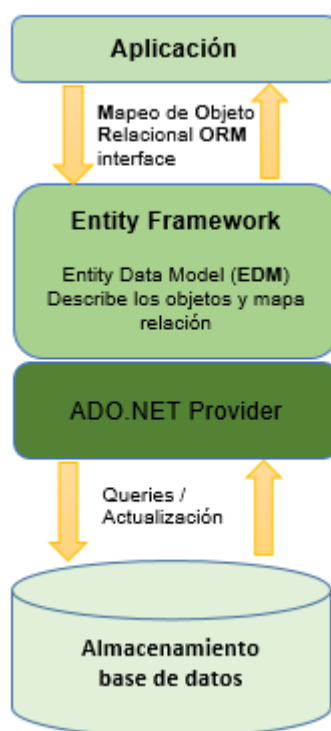 Aplicación
Mapeo de Objeto
Relacional ORM
interface
Entity Framework
Entity Data Model (EDM)
Describe los objetos y mapa
relación
ADO.NET Provider
Queries /
Actualización
Almacenamiento
base de datos